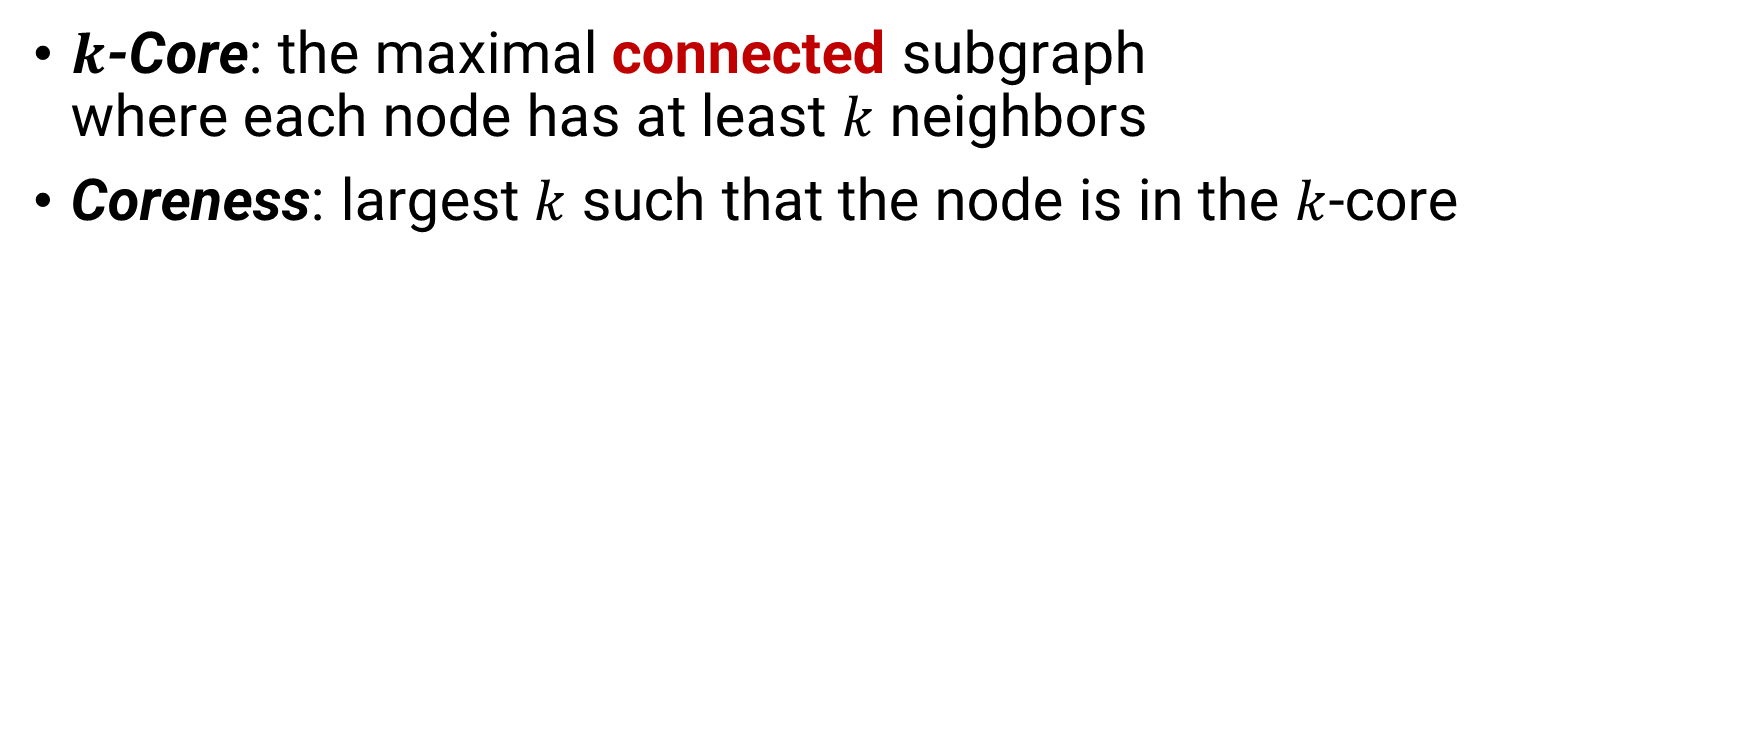 • k-Core: the maximal connected subgraph
where each node has at least k neighbors
• Coreness: largest k such that the node is in the k-core